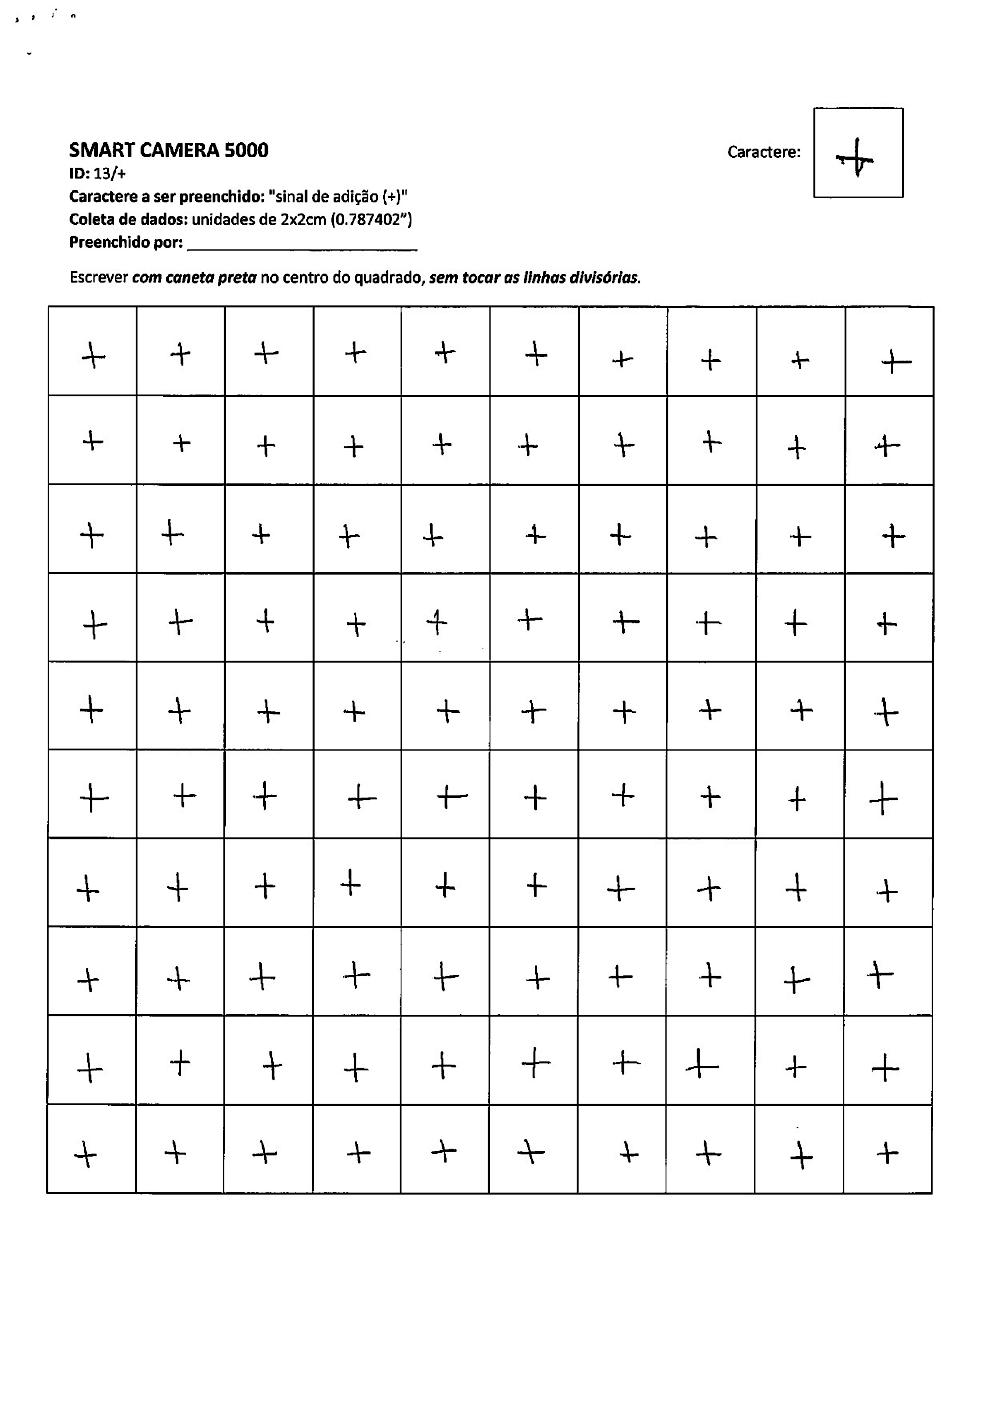 SMART CAMERA 5000
ID: 13/+
Caractere a ser preenchido: "sinal de adição (+)"
Coleta de dados: unidades de 2x2cm (0.787402")
Preenchido por: ____________________________
Caractere: +
Escrever com caneta preta no centro do quadrado, sem tocar as linhas divisórias.
+ + + + + + + + + +
+ + + + + + + + + +
+ + + + + + + + + +
+ + + + + + + + + +
+ + + + + + + + + +
+ + + + + + + + + +
+ + + + + + + + + +
+ + + + + + + + + +
+ + + + + + + + + +
+ + + + + + + + + +